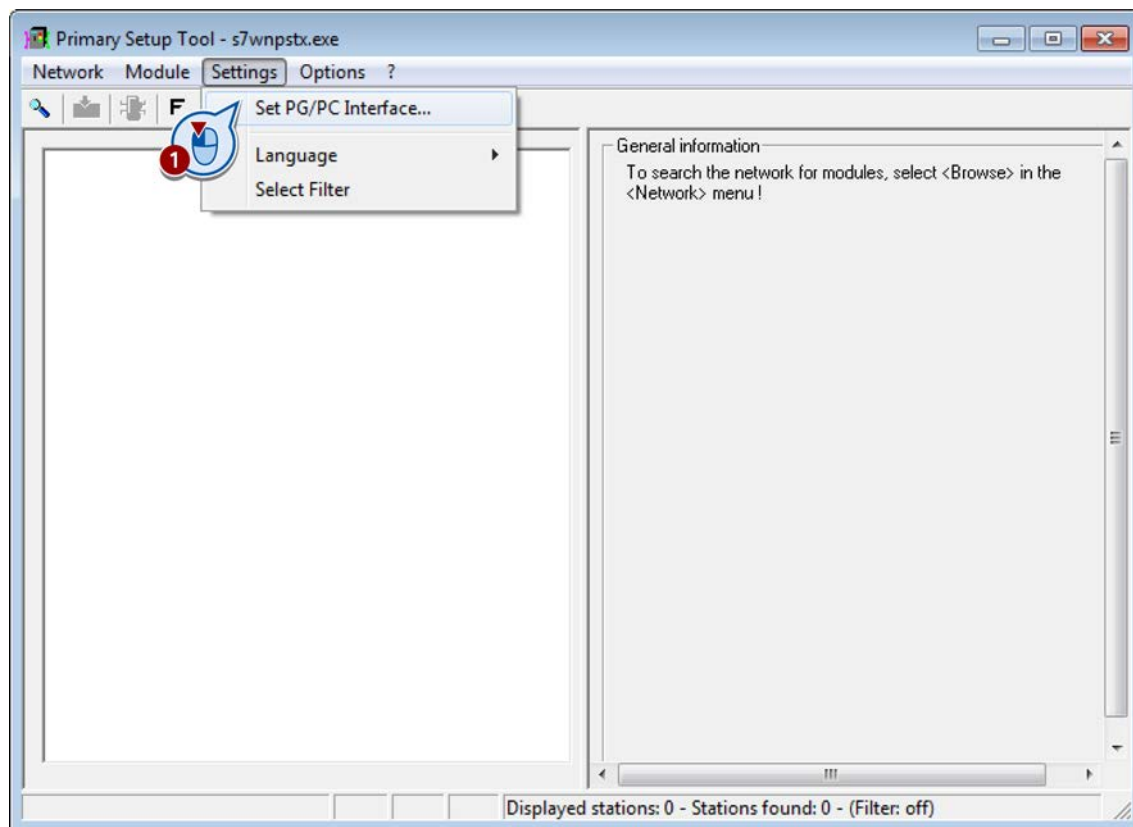 Primary Setup Tool - s7wnpstx.exe
Network Module Settings Options ?
F
Set PG/PC Interface...
1
Language
Select Filter
General information
To search the network for modules, select <Browse> in the
<Network> menu !
Displayed stations: 0 - Stations found: 0 - (Filter: off)